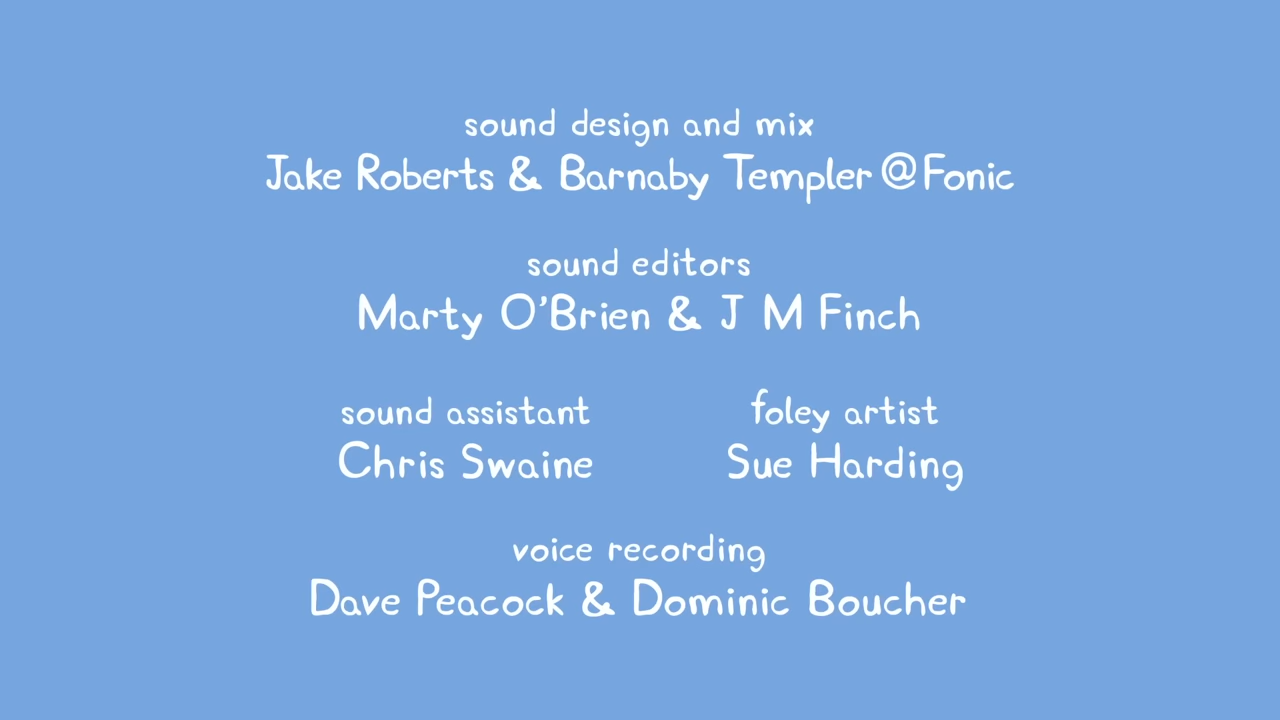 sound design and mix
Jake Roberts & Barnaby Templer @ Fonic
sound editors
Marty O'Brien & J M Finch
sound assistant
Chris Swaine
foley artist
Sue Harding
voice recording
Dave Peacock & Dominic Boucher